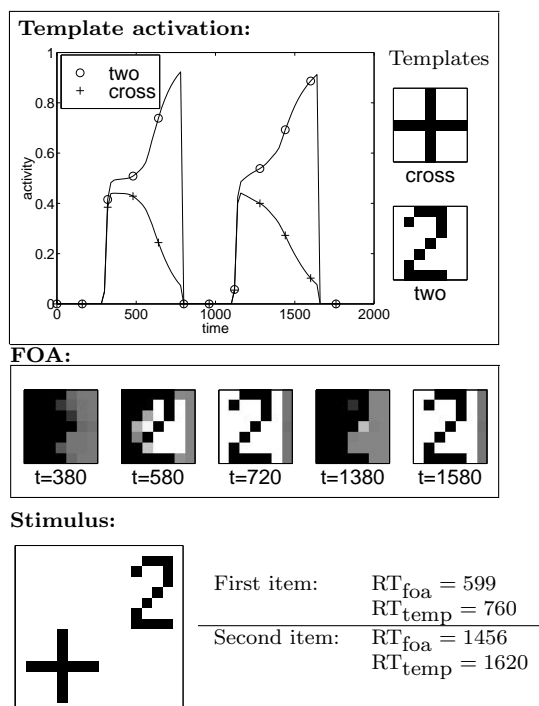 Template activation:
two
cross
1
0.8
0.6
0.4
0.2
0
activity
0 500 1000 1500 2000
time
Templates
cross
two
FOA:
t=380 t=580 t=720 t=1380 t=1580
Stimulus:
First item: RTfoa = 599
RTtemp = 760
Second item: RTfoa = 1456
RTtemp = 1620